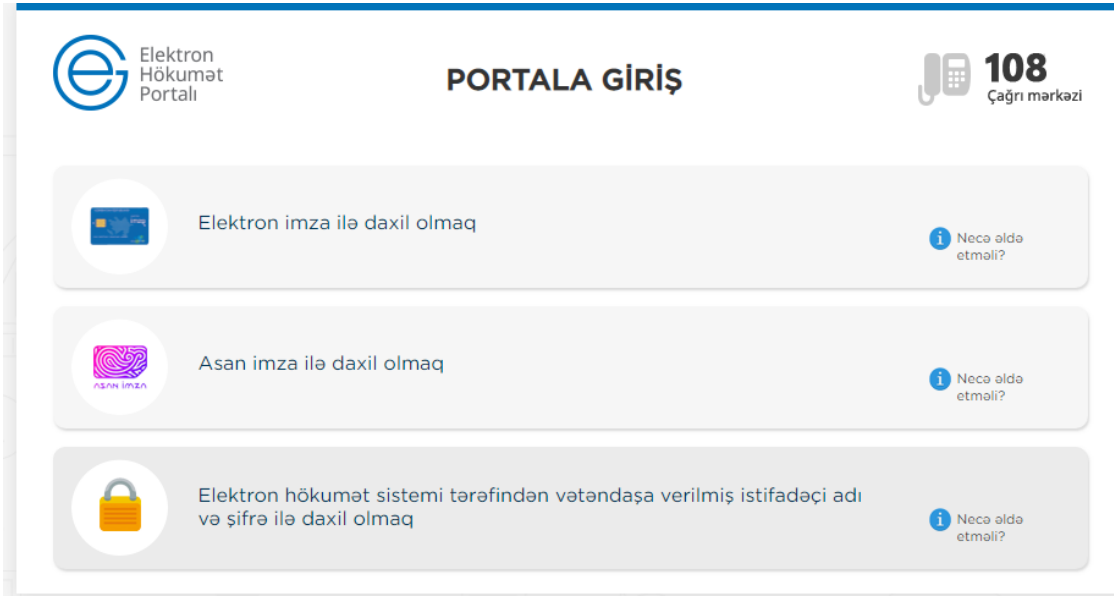 Elektron
Hökumət
Portalı
PORTALA GİRİŞ
108
Çağrı mərkəzi
Elektron imza ilə daxil olmaq
Necə əldə
etməli?
ASAN İMZA
Asan imza ilə daxil olmaq
Necə əldə
etməli?
Elektron hökumət sistemi tərəfindən vətəndaşa verilmiş istifadəçi adı
və şifrə ilə daxil olmaq
Necə əldə
etməli?